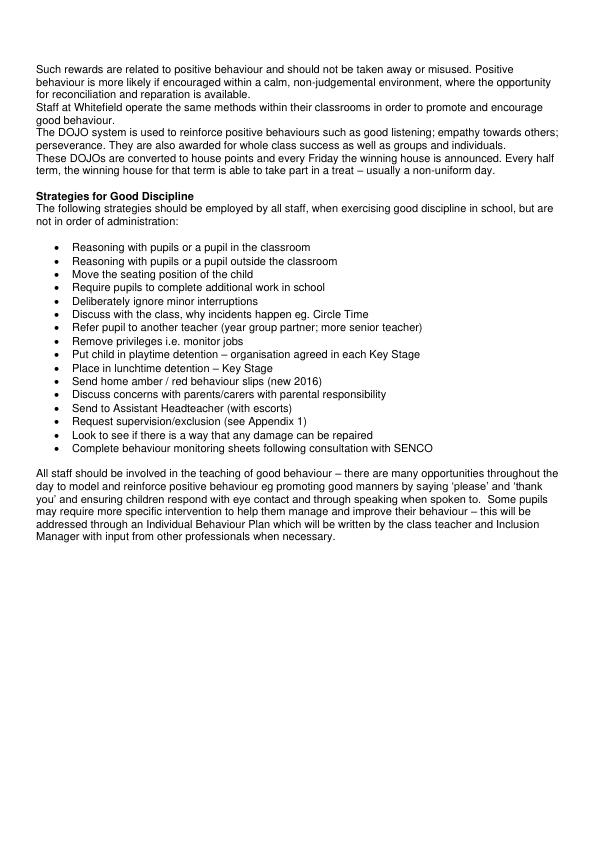 Such rewards are related to positive behaviour and should not be taken away or misused. Positive
behaviour is more likely if encouraged within a calm, non-judgemental environment, where the opportunity
for reconciliation and reparation is available.
Staff at Whitefield operate the same methods within their classrooms in order to promote and encourage
good behaviour.
The DOJO system is used to reinforce positive behaviours such as good listening; empathy towards others;
perseverance. They are also awarded for whole class success as well as groups and individuals.
These DOJOs are converted to house points and every Friday the winning house is announced. Every half
term, the winning house for that term is able to take part in a treat – usually a non-uniform day.
Strategies for Good Discipline
The following strategies should be employed by all staff, when exercising good discipline in school, but are
not in order of administration:
• Reasoning with pupils or a pupil in the classroom
• Reasoning with pupils or a pupil outside the classroom
• Move the seating position of the child
• Require pupils to complete additional work in school
• Deliberately ignore minor interruptions
• Discuss with the class, why incidents happen eg. Circle Time
• Refer pupil to another teacher (year group partner; more senior teacher)
• Remove privileges i.e. monitor jobs
• Put child in playtime detention – organisation agreed in each Key Stage
• Place in lunchtime detention – Key Stage
• Send home amber / red behaviour slips (new 2016)
• Discuss concerns with parents/carers with parental responsibility
• Send to Assistant Headteacher (with escorts)
• Request supervision/exclusion (see Appendix 1)
• Look to see if there is a way that any damage can be repaired
• Complete behaviour monitoring sheets following consultation with SENCO
All staff should be involved in the teaching of good behaviour – there are many opportunities throughout the
day to model and reinforce positive behaviour eg promoting good manners by saying ‘please’ and ‘thank
you’ and ensuring children respond with eye contact and through speaking when spoken to.  Some pupils
may require more specific intervention to help them manage and improve their behaviour – this will be
addressed through an Individual Behaviour Plan which will be written by the class teacher and Inclusion
Manager with input from other professionals when necessary.